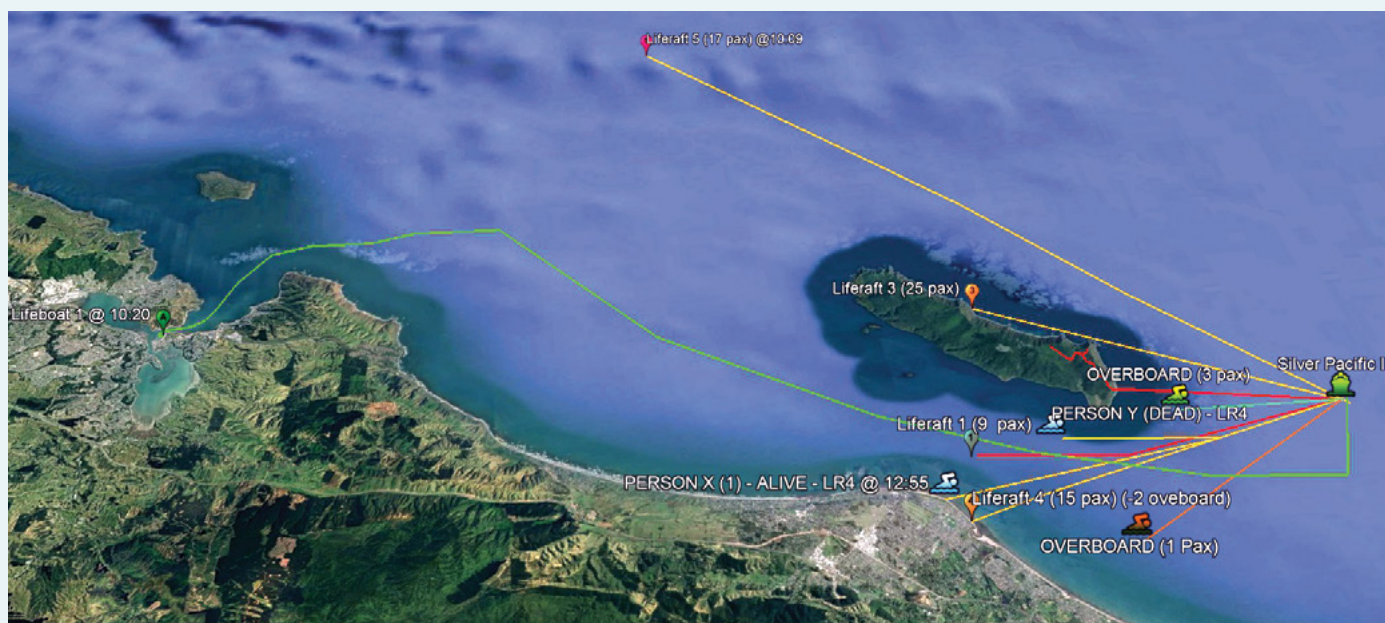 Liferaft 5 (17 pax) @10:09
Liferaft 3 (25 pax)
3
Lifeboat 1 @ 10:20
A
Silver Pacific I
OVERBOARD (3 pax)
PERSON Y (DEAD) - LR4
Liferaft 1 (9 pax)
1
PERSON X (1) - ALIVE - LR4 @ 12:55
Liferaft 4 (15 pax) (-2 oveboard)
OVERBOARD (1 Pax)